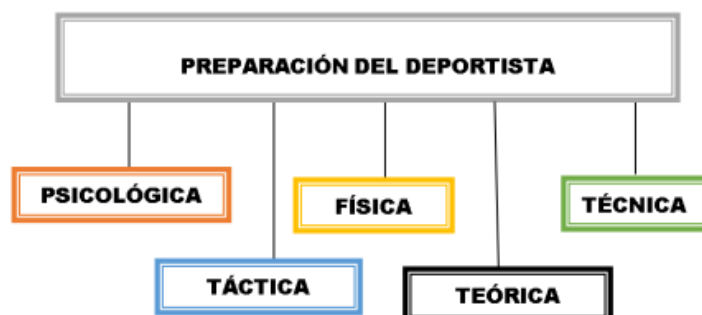 PREPARACIÓN DEL DEPORTISTA
PSICOLÓGICA
FÍSICA
TÉCNICA
TÁCTICA
TEÓRICA